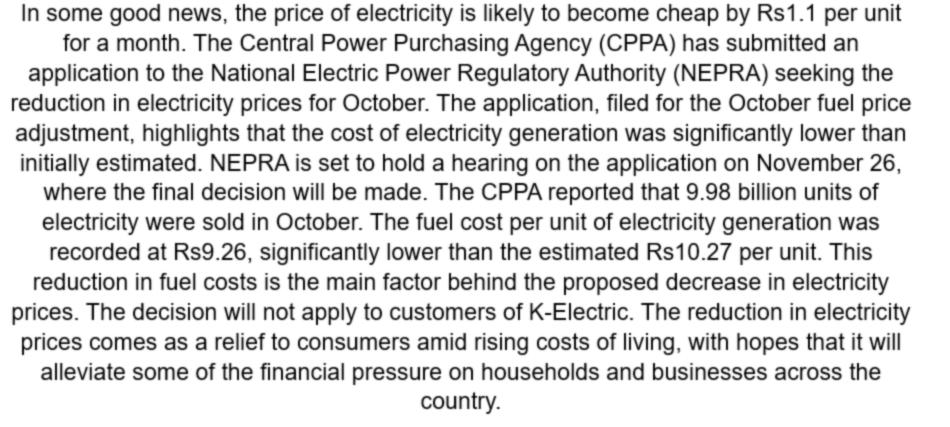 In some good news, the price of electricity is likely to become cheap by Rs1.1 per unit
for a month. The Central Power Purchasing Agency (CPPA) has submitted an
application to the National Electric Power Regulatory Authority (NEPRA) seeking the
reduction in electricity prices for October. The application, filed for the October fuel price
adjustment, highlights that the cost of electricity generation was significantly lower than
initially estimated. NEPRA is set to hold a hearing on the application on November 26,
where the final decision will be made. The CPPA reported that 9.98 billion units of
electricity were sold in October. The fuel cost per unit of electricity generation was
recorded at Rs9.26, significantly lower than the estimated Rs10.27 per unit. This
reduction in fuel costs is the main factor behind the proposed decrease in electricity
prices. The decision will not apply to customers of K-Electric. The reduction in electricity
prices comes as a relief to consumers amid rising costs of living, with hopes that it will
alleviate some of the financial pressure on households and businesses across the
country.